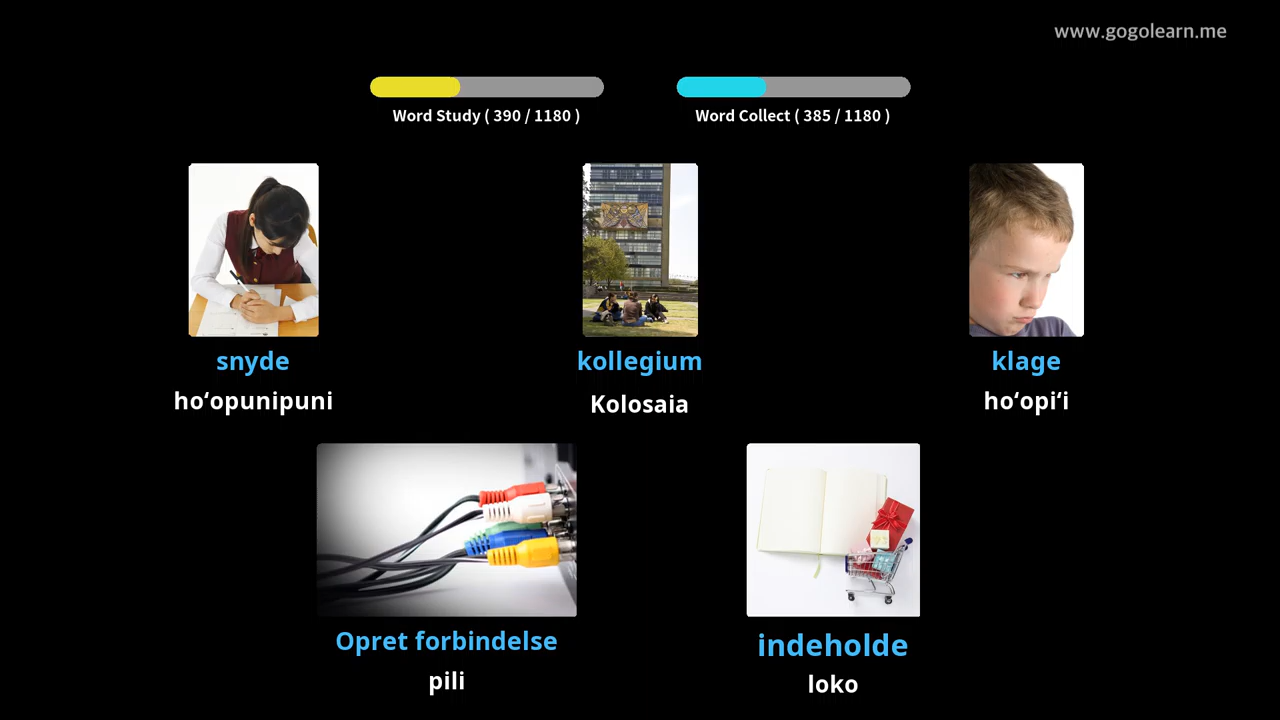 www.gogolearn.me
Word Study ( 390 / 1180 )
Word Collect ( 385 / 1180 )
snyde
hoʻopunipuni
kollegium
Kolosaia
klage
hoʻopiʻi
Opret forbindelse
pili
indeholde
loko